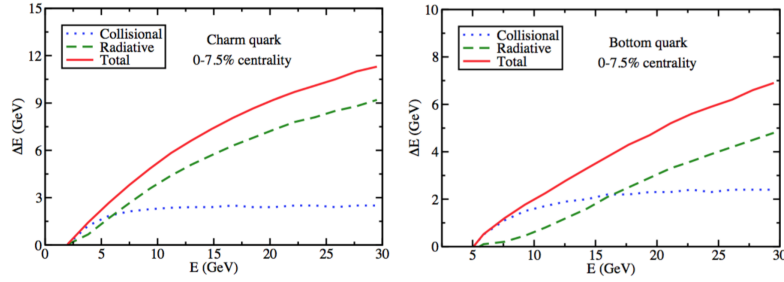 15
12
9
6
3
0
ΔE (GeV)
Collisional
Radiative
Total
Charm quark
0-7.5% centrality
0 5 10 15 20 25 30
E (GeV)
10
8
6
4
2
0
ΔE (GeV)
Collisional
Radiative
Total
Bottom quark
0-7.5% centrality
5 10 15 20 25 30
E (GeV)